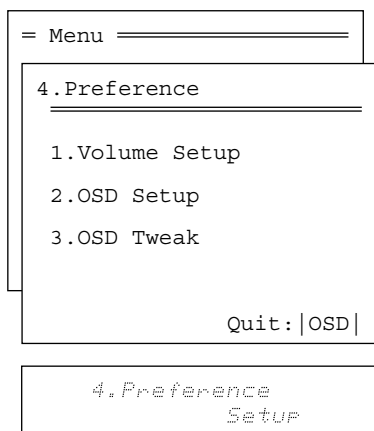 = Menu
4.Preference
1.Volume Setup
2.OSD Setup
3.OSD Tweak
Quit:|OSD|
4.Preference
Setup